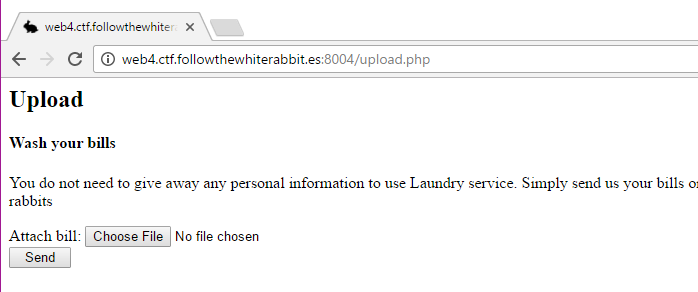 web4.ctf.followthewhitera
web4.ctf.followthewhiterabbit.es:8004/upload.php
Upload
Wash your bills
You do not need to give away any personal information to use Laundry service. Simply send us your bills or
rabbits
Attach bill: Choose File No file chosen
Send